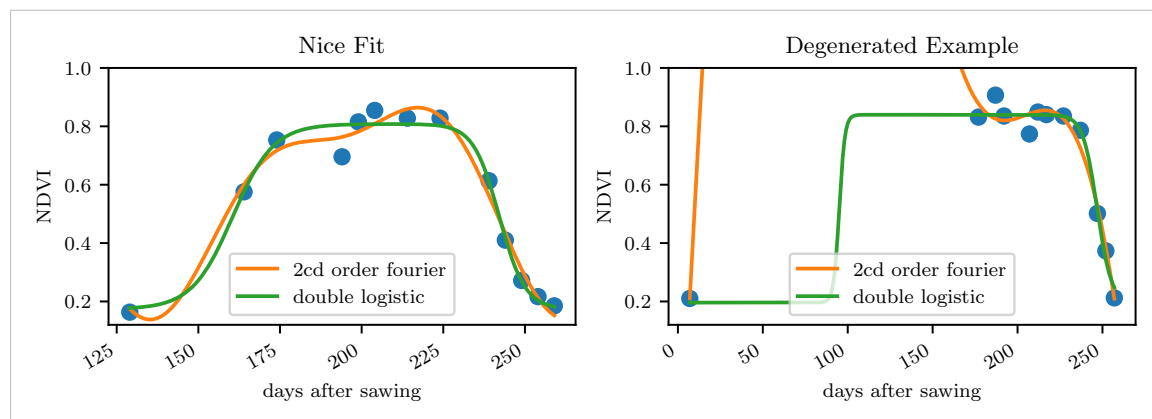 Nice Fit
1.0
0.8
0.6
0.4
0.2
NDVI
2cd order fourier
double logistic
125
150
175
200
225
250
days after sawing
Degenerated Example
1.0
0.8
0.6
0.4
0.2
NDVI
2cd order fourier
double logistic
0
50
100
150
200
250
days after sawing